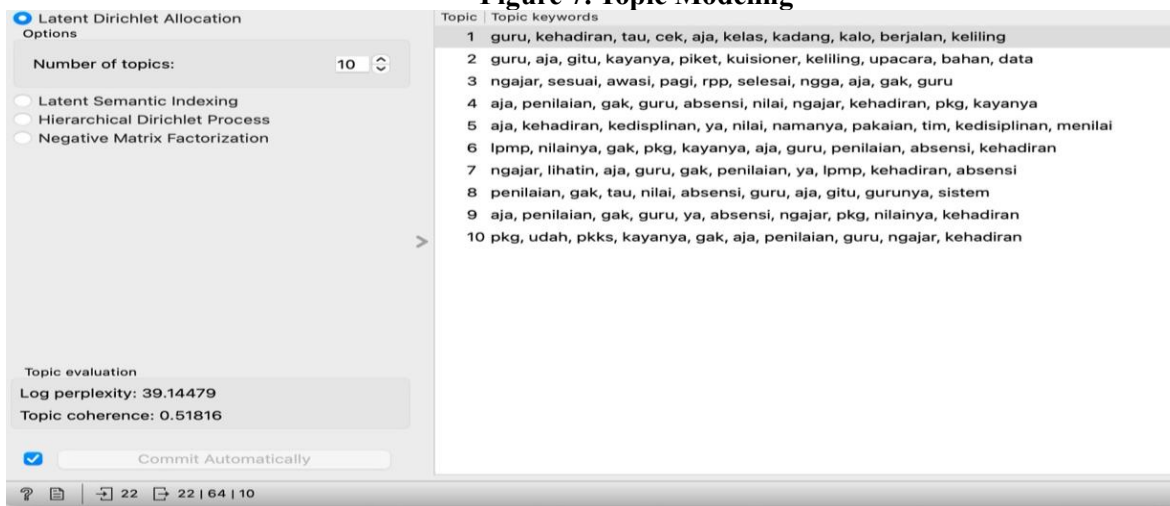 Figure 7. Topic Modeling
Latent Dirichlet Allocation
Options
Number of topics: 10
Latent Semantic Indexing
Hierarchical Dirichlet Process
Negative Matrix Factorization
Topic evaluation
Log perplexity: 39.14479
Topic coherence: 0.51816
Commit Automatically
Topic Topic keywords
1 guru, kehadiran, tau, cek, aja, kelas, kadang, kalo, berjalan, keliling
2 guru, aja, gitu, kayanya, piket, kuisioner, keliling, upacara, bahan, data
3 ngajar, sesuai, awasi, pagi, rpp, selesai, ngga, aja, gak, guru
4 aja, penilaian, gak, guru, absensi, nilai, ngajar, kehadiran, pkg, kayanya
5 aja, kehadiran, kedisplinan, ya, nilai, namanya, pakaian, tim, kedisiplinan, menilai
6 lpmp, nilainya, gak, pkg, kayanya, aja, guru, penilaian, absensi, kehadiran
7 ngajar, lihatin, aja, guru, gak, penilaian, ya, lpmp, kehadiran, absensi
8 penilaian, gak, tau, nilai, absensi, guru, aja, gitu, gurunya, sistem
9 aja, penilaian, gak, guru, ya, absensi, ngajar, pkg, nilainya, kehadiran
10 pkg, udah, pkks, kayanya, gak, aja, penilaian, guru, ngajar, kehadiran
? 22 22 | 64 | 10